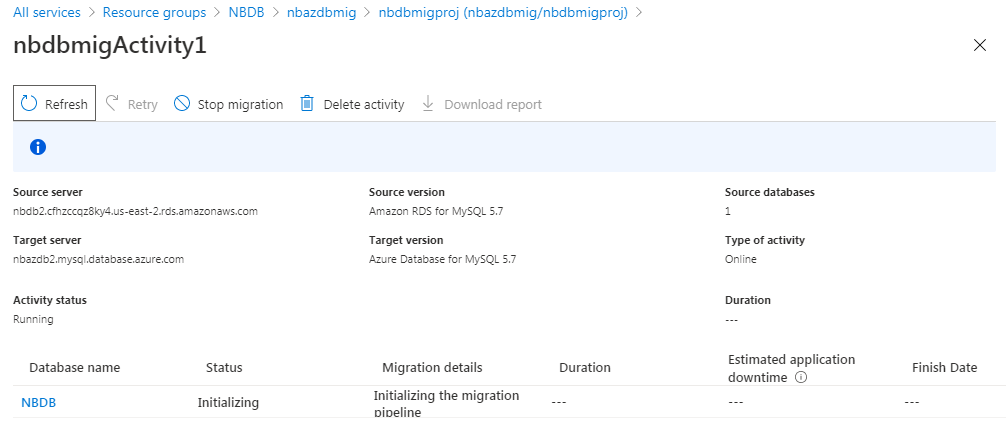 All services > Resource groups > NBDB > nbazdbmig > nbdbmigproj (nbazdbmig/nbdbmigproj) >
nbdbmigActivity1
Refresh Retry Stop migration Delete activity Download report
Source server Source version Source databases
nbdb2.cfhzccqz8ky4.us-east-2.rds.amazonaws.com Amazon RDS for MySQL 5.7 1
Target server Target version Type of activity
nbazdb2.mysql.database.azure.com Azure Database for MySQL 5.7 Online
Activity status Duration
Running ---
Database name Status Migration details Duration Estimated application downtime Finish Date
NBDB Initializing Initializing the migration pipeline --- --- ---